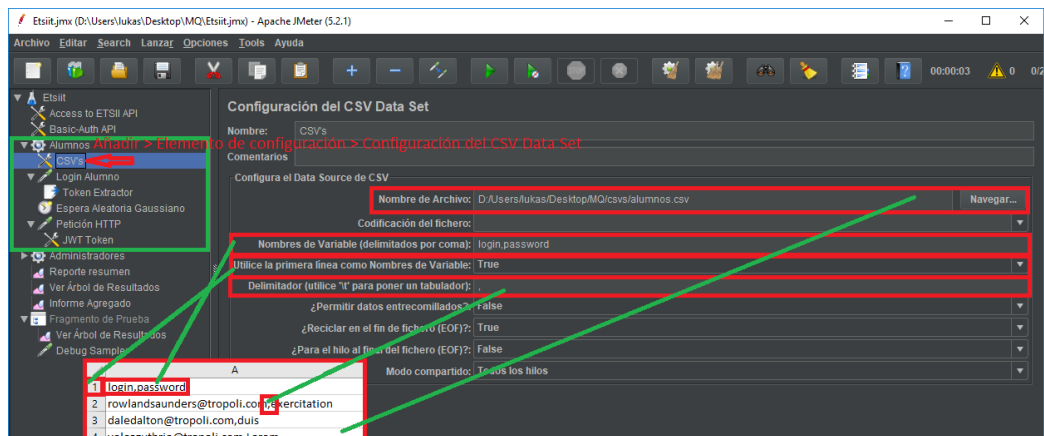 Etsiit.jmx (D:\Users\lukas\Desktop\MQ\Etsiit.jmx) - Apache JMeter (5.2.1)
Archivo Editar Search Lanzar Opciones Tools Ayuda
00:00:03 0 0/2
Etsiit
Access to ETSII API
Basic-Auth API
Alumnos
CSV's
Login Alumno
Token Extractor
Espera Aleatoria Gaussiano
Petición HTTP
JWT Token
Administradores
Reporte resumen
Ver Árbol de Resultados
Informe Agregado
Fragmento de Prueba
Ver Árbol de Resultados
Debug Sampler
Configuración del CSV Data Set
Nombre: CSV's
Añadir > Elemento de configuración > Configuración del CSV Data Set
Comentarios
Configura el Data Source de CSV
Nombre de Archivo: D:/Users/lukas/Desktop/MQ/csvs/alumnos.csv Navegar...
Codificación del fichero:
Nombres de Variable (delimitados por coma): login,password
Utilice la primera línea como Nombres de Variable: True
Delimitador (utilice '\t' para poner un tabulador): ,
¿Permitir datos entrecomillados?: False
¿Reciclar en el fin de fichero (EOF)?: True
¿Para el hilo al final del fichero (EOF)?: False
Modo compartido: Todos los hilos
A
1 login,password
2 rowlandsaunders@tropoli.com,exercitation
3 daledalton@tropoli.com,duis